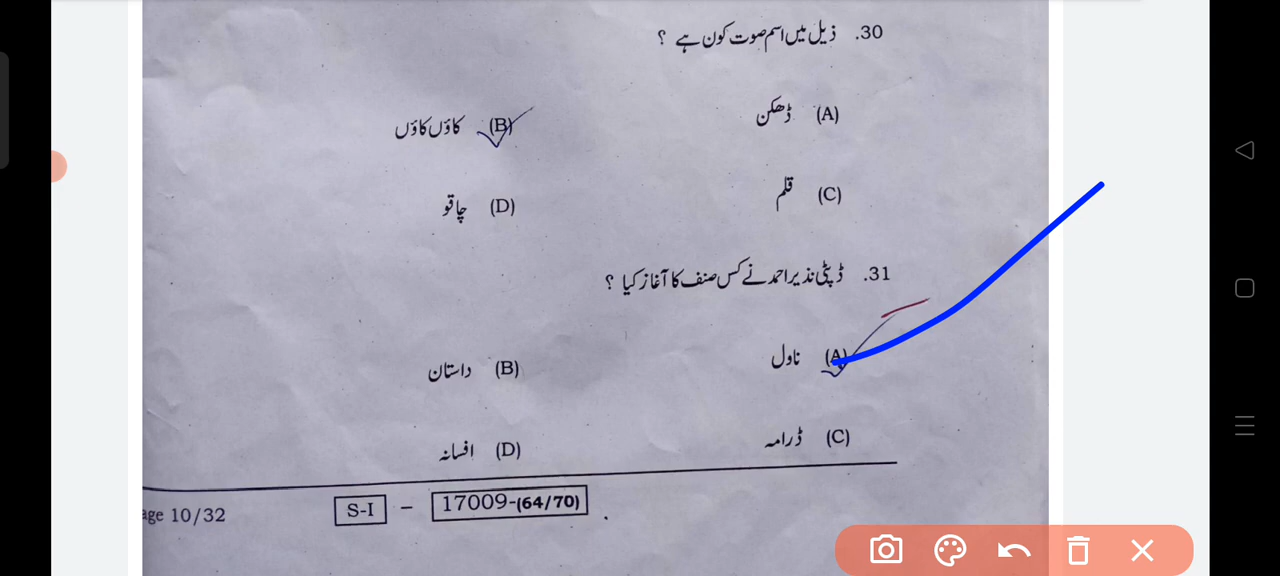 30. ذیل میں اسم صوت کون ہے ؟
(A) ڈھکن (B) کاؤں کاؤں
(C) قلم (D) چاقو
31. ڈپٹی نذیر احمد نے کس صنف کا آغاز کیا ؟
(A) ناول (B) داستان
(C) ڈرامہ (D) افسانہ
age 10/32 S-I – 17009-(64/70)